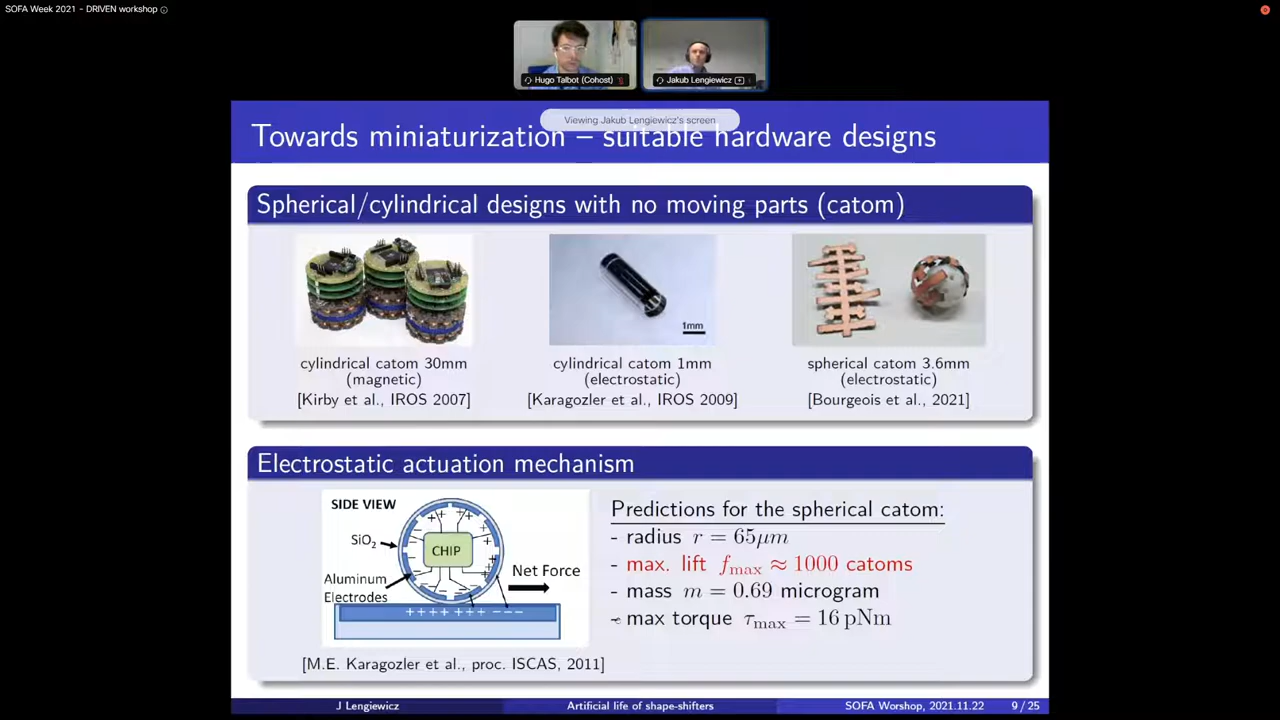 SOFA Week 2021 - DRIVEN workshop
Hugo Talbot (Cohost)
Jakub Lengiewicz
Viewing Jakub Lengiewicz's screen
Towards miniaturization – suitable hardware designs
Spherical/cylindrical designs with no moving parts (catom)
1mm
cylindrical catom 30mm
(magnetic)
[Kirby et al., IROS 2007]
cylindrical catom 1mm
(electrostatic)
[Karagozler et al., IROS 2009]
spherical catom 3.6mm
(electrostatic)
[Bourgeois et al., 2021]
Electrostatic actuation mechanism
SIDE VIEW
SiO₂
CHIP
Aluminum
Electrodes
Net Force
+ + + + + + + - - -
[M.E. Karagozler et al., proc. ISCAS, 2011]
Predictions for the spherical catom:
- radius r = 65μm
- max. lift fmax ≈ 1000 catoms
- mass m = 0.69 microgram
- max torque τmax = 16 pNm
J Lengiewicz
Artificial life of shape-shifters
SOFA Worshop, 2021.11.22
9 / 25